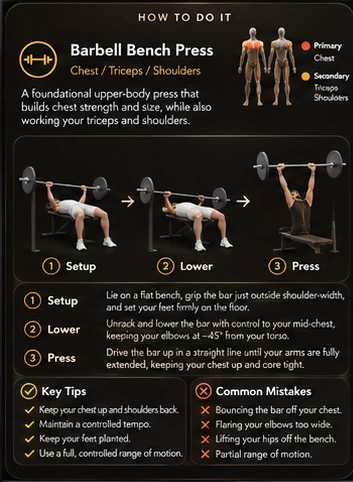 HOW TO DO IT
Barbell Bench Press
Chest / Triceps / Shoulders
A foundational upper-body press that
builds chest strength and size, while also
working your triceps and shoulders.
Primary
Chest
Secondary
Triceps
Shoulders
1 Setup
2 Lower
3 Press
1 Setup
Lie on a flat bench, grip the bar just outside shoulder-width,
and set your feet firmly on the floor.
2 Lower
Unrack and lower the bar with control to your mid-chest,
keeping your elbows at ~45° from your torso.
3 Press
Drive the bar up in a straight line until your arms are fully
extended, keeping your chest up and core tight.
Key Tips
Keep your chest up and shoulders back.
Maintain a controlled tempo.
Keep your feet planted.
Use a full, controlled range of motion.
Common Mistakes
Bouncing the bar off your chest.
Flaring your elbows too wide.
Lifting your hips off the bench.
Partial range of motion.